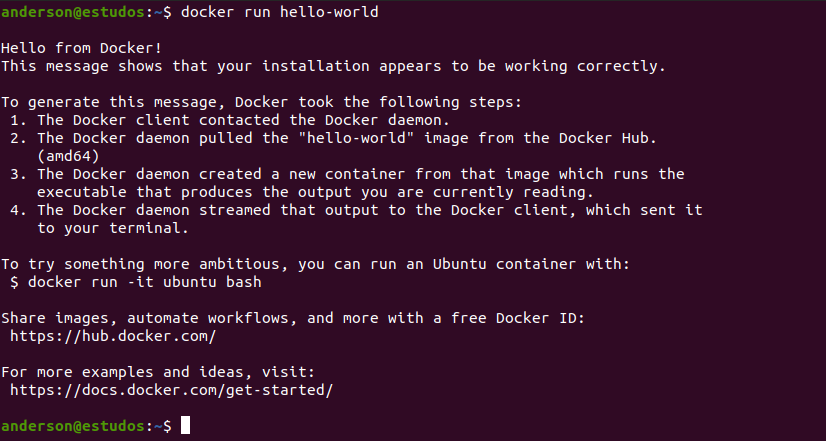 anderson@estudos:~$ docker run hello-world
Hello from Docker!
This message shows that your installation appears to be working correctly.
To generate this message, Docker took the following steps:
1. The Docker client contacted the Docker daemon.
2. The Docker daemon pulled the "hello-world" image from the Docker Hub.
(amd64)
3. The Docker daemon created a new container from that image which runs the
executable that produces the output you are currently reading.
4. The Docker daemon streamed that output to the Docker client, which sent it
to your terminal.
To try something more ambitious, you can run an Ubuntu container with:
$ docker run -it ubuntu bash
Share images, automate workflows, and more with a free Docker ID:
https://hub.docker.com/
For more examples and ideas, visit:
https://docs.docker.com/get-started/
anderson@estudos:~$